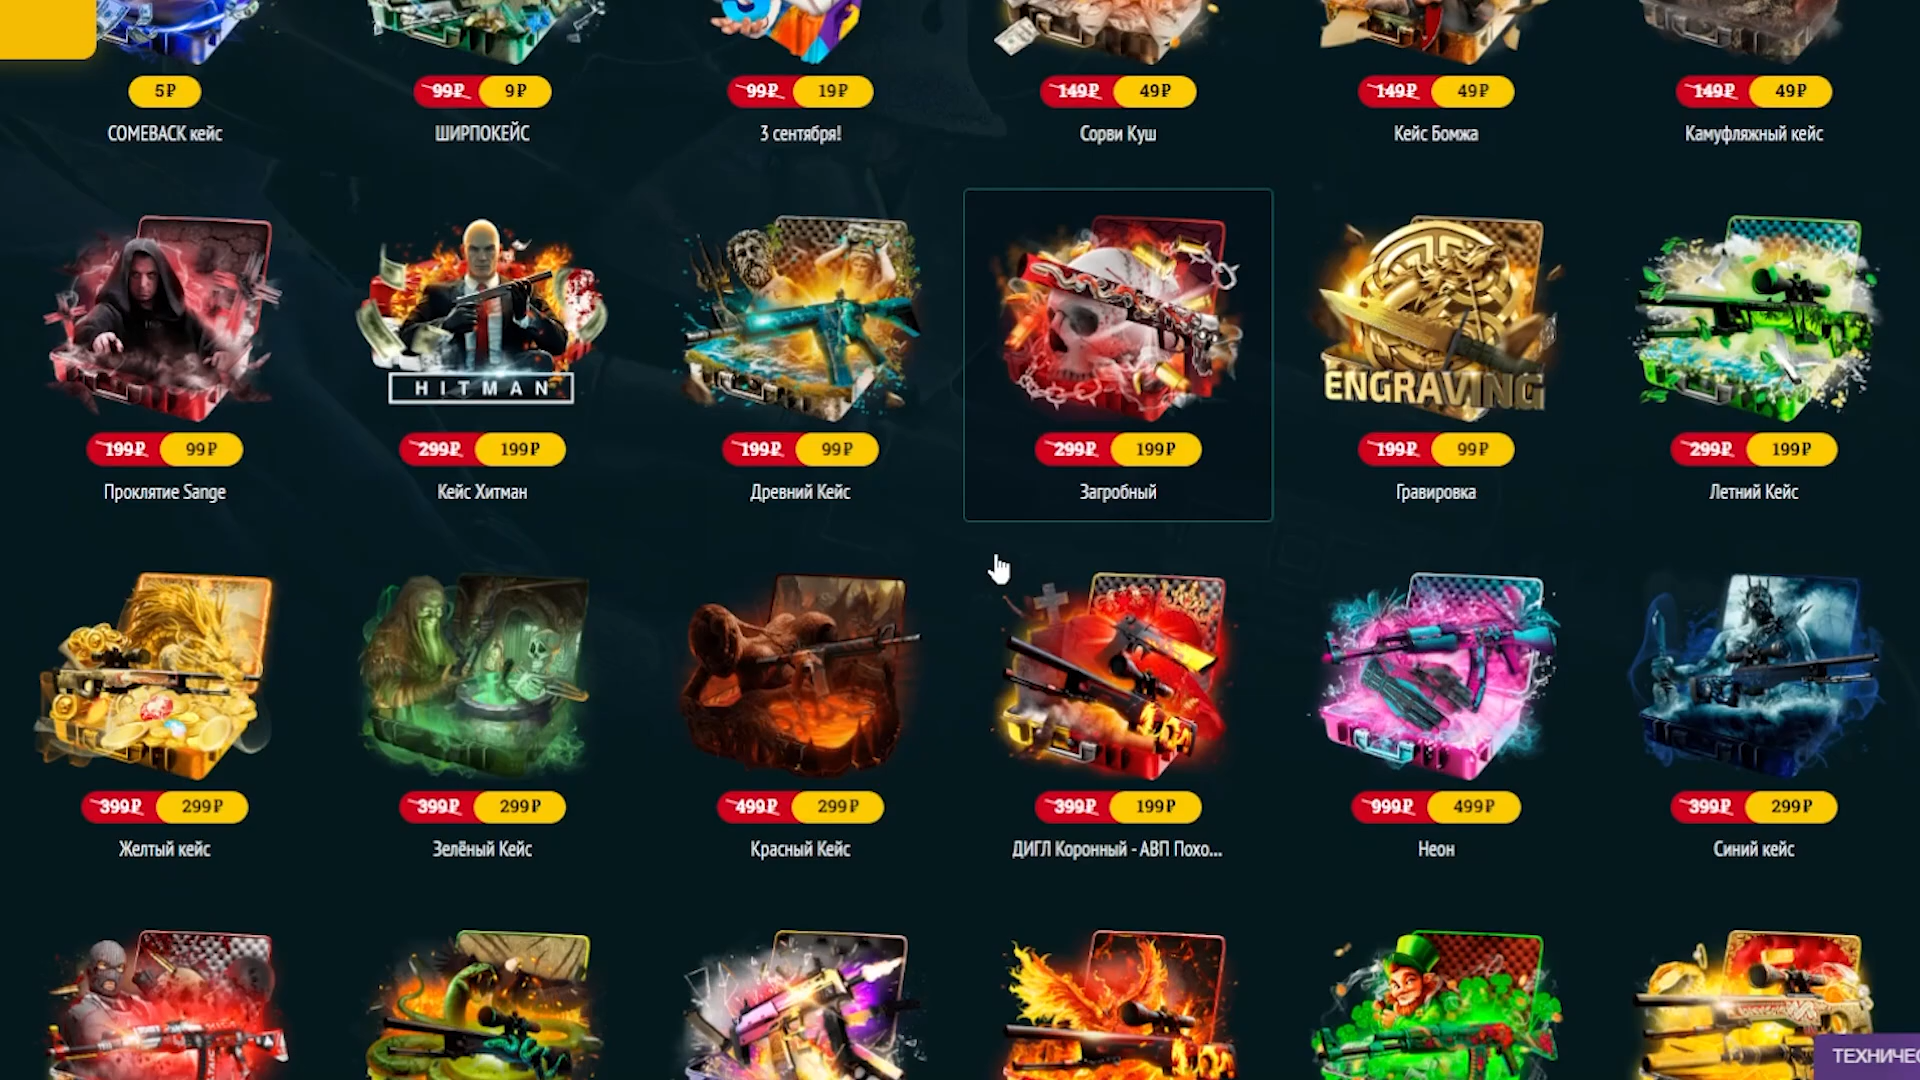 5₽
99₽ 9₽
99₽ 19₽
149₽ 49₽
149₽ 49₽
149₽ 49₽
COMEBACK кейс
ШИРПОКЕЙС
3 сентября!
Сорви Куш
Кейс Бомжа
Камуфляжный кейс
HITMAN
ENGRAVING
199₽ 99₽
299₽ 199₽
199₽ 99₽
299₽ 199₽
199₽ 99₽
299₽ 199₽
Проклятие Sange
Кейс Хитман
Древний Кейс
Загробный
Гравировка
Летний Кейс
399₽ 299₽
399₽ 299₽
499₽ 299₽
399₽ 199₽
999₽ 499₽
399₽ 299₽
Желтый кейс
Зелёный Кейс
Красный Кейс
ДИГЛ Коронный - АВП Похо...
Неон
Синий кейс